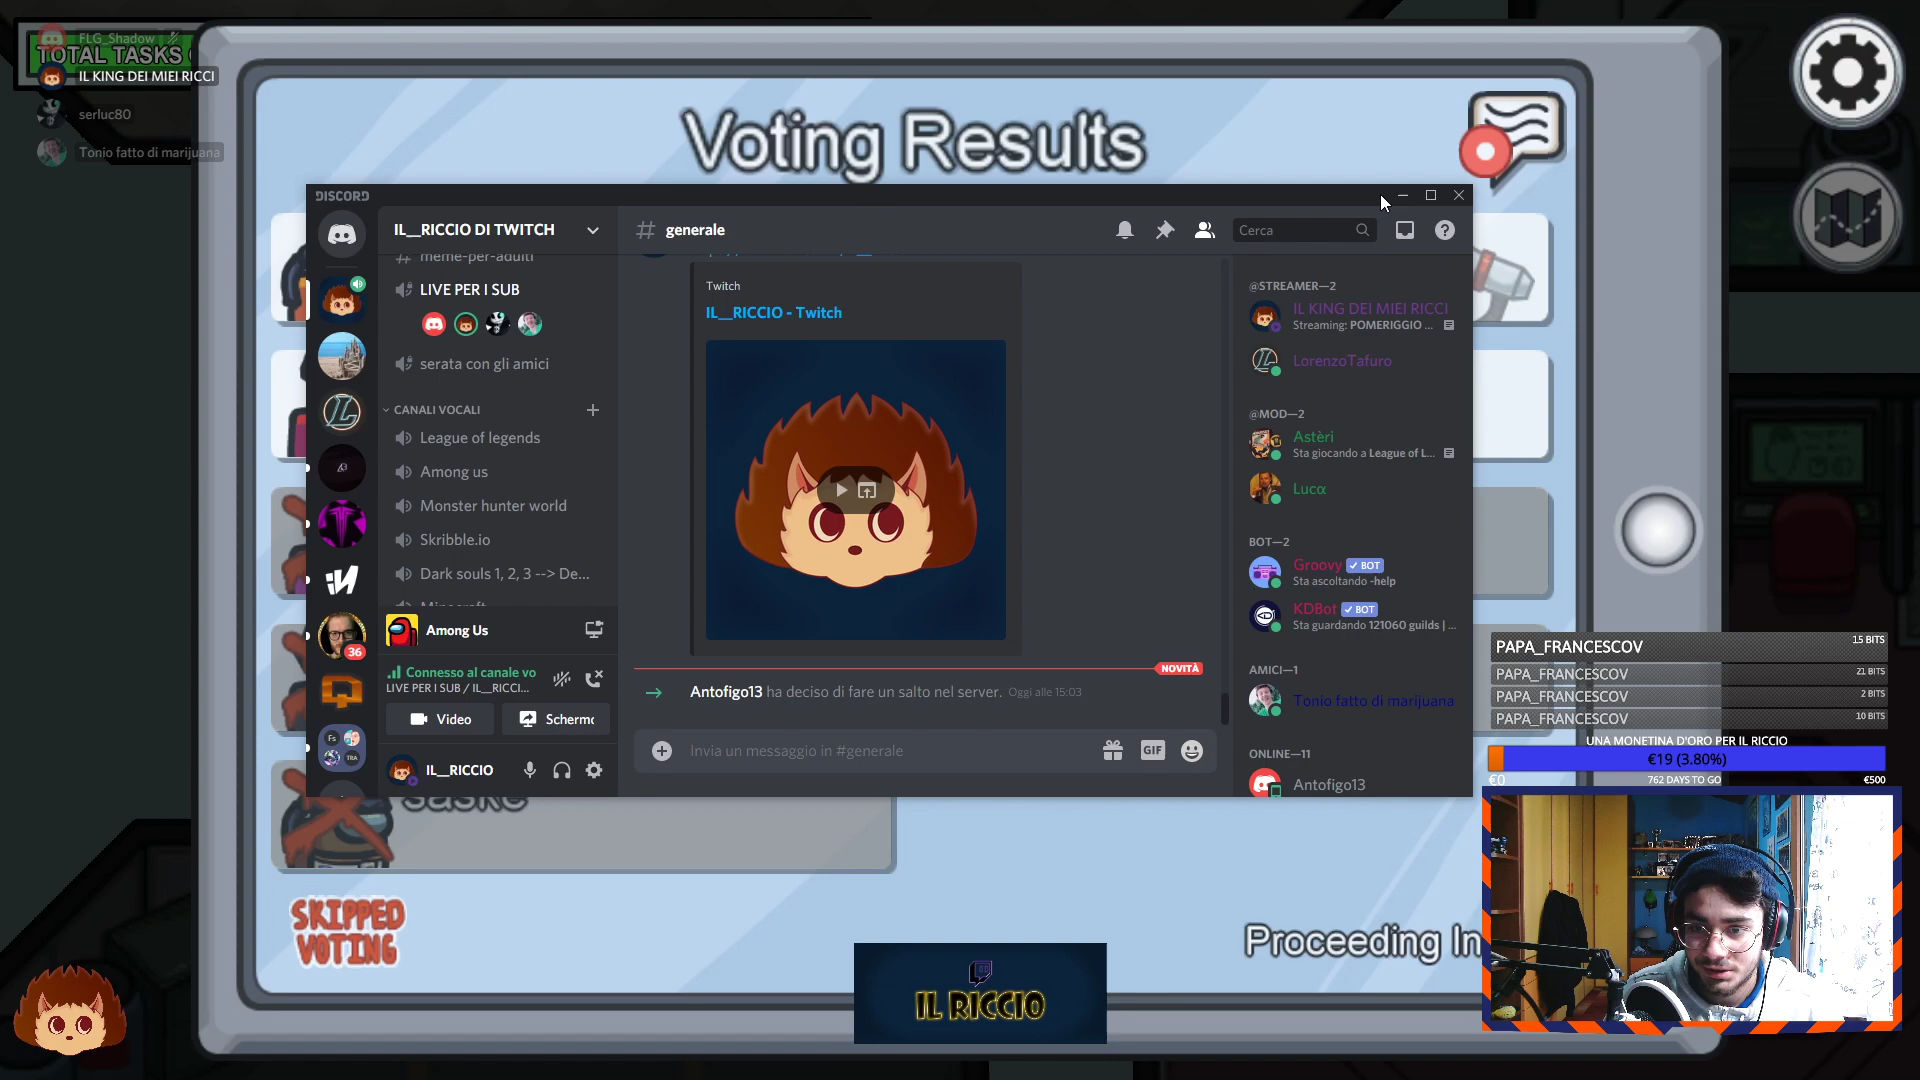 FLG_Shadow
TOTAL TASKS
IL KING DEI MIEI RICCI
serluc80
Tonio fatto di marijuana
Voting Results
DISCORD
IL__RICCIO DI TWITCH
generale
Cerca
meme-per-adulti
LIVE PER I SUB
serata con gli amici
CANALI VOCALI
League of legends
Among us
Monster hunter world
Skribble.io
Dark souls 1, 2, 3 --> De...
Minecraft
Among Us
Connesso al canale vo
LIVE PER I SUB / IL__RICCI...
Video
Schermo
IL__RICCIO
36
Twitch
IL__RICCIO - Twitch
NOVITÀ
Antofigo13 ha deciso di fare un salto nel server. Oggi alle 15:03
Invia un messaggio in #generale
GIF
@STREAMER—2
IL KING DEI MIEI RICCI
Streaming: POMERIGGIO ...
LorenzoTafuro
@MOD—2
Astèri
Sta giocando a League of L...
Lucα
BOT—2
Groovy ✓ BOT
Sta ascoltando -help
KDBot ✓ BOT
Sta guardando 121060 guilds | ...
AMICI—1
Tonio fatto di marijuana
ONLINE—11
Antofigo13
saske
SKIPPED
VOTING
Proceeding In
IL RICCIO
PAPA_FRANCESCOV 15 BITS
PAPA_FRANCESCOV 21 BITS
PAPA_FRANCESCOV 2 BITS
PAPA_FRANCESCOV 10 BITS
UNA MONETINA D'ORO PER IL RICCIO
€19 (3.80%)
€0 762 DAYS TO GO €500